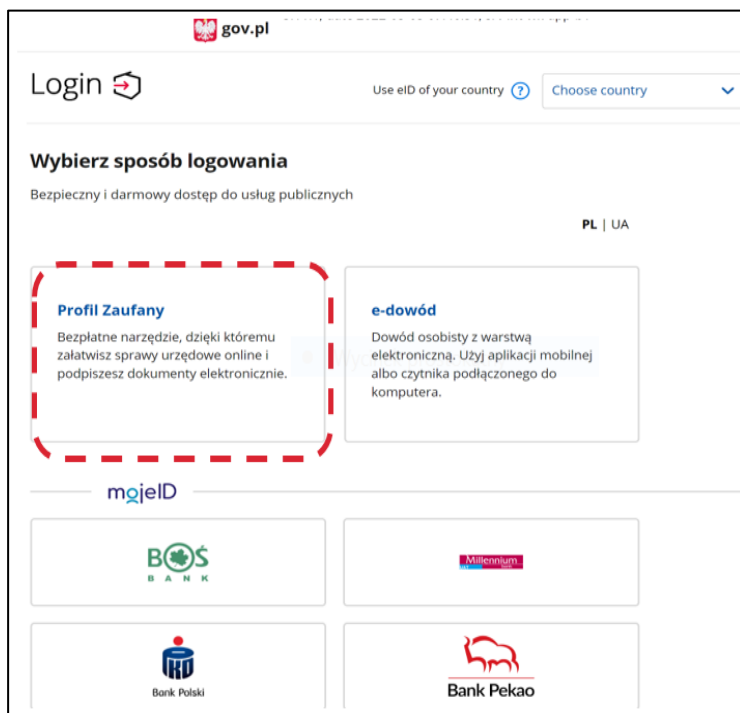 gov.pl
Login
Use eID of your country ?
Choose country
Wybierz sposób logowania
Bezpieczny i darmowy dostęp do usług publicznych
PL | UA
Profil Zaufany
Bezpłatne narzędzie, dzięki któremu
załatwisz sprawy urzędowe online i
podpiszesz dokumenty elektronicznie.
e-dowód
Dowód osobisty z warstwą
elektroniczną. Użyj aplikacji mobilnej
albo czytnika podłączonego do
komputera.
mojeID
BOŚ
BANK
Millennium
PKO
Bank Polski
Bank Pekao